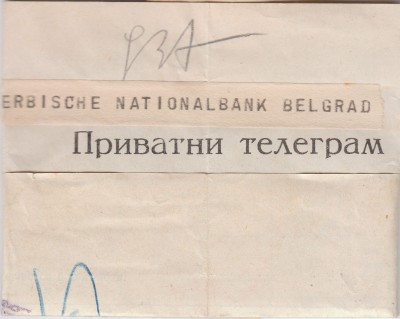 ERBISCHE NATIONALBANK BELGRAD
Приватни телеграм